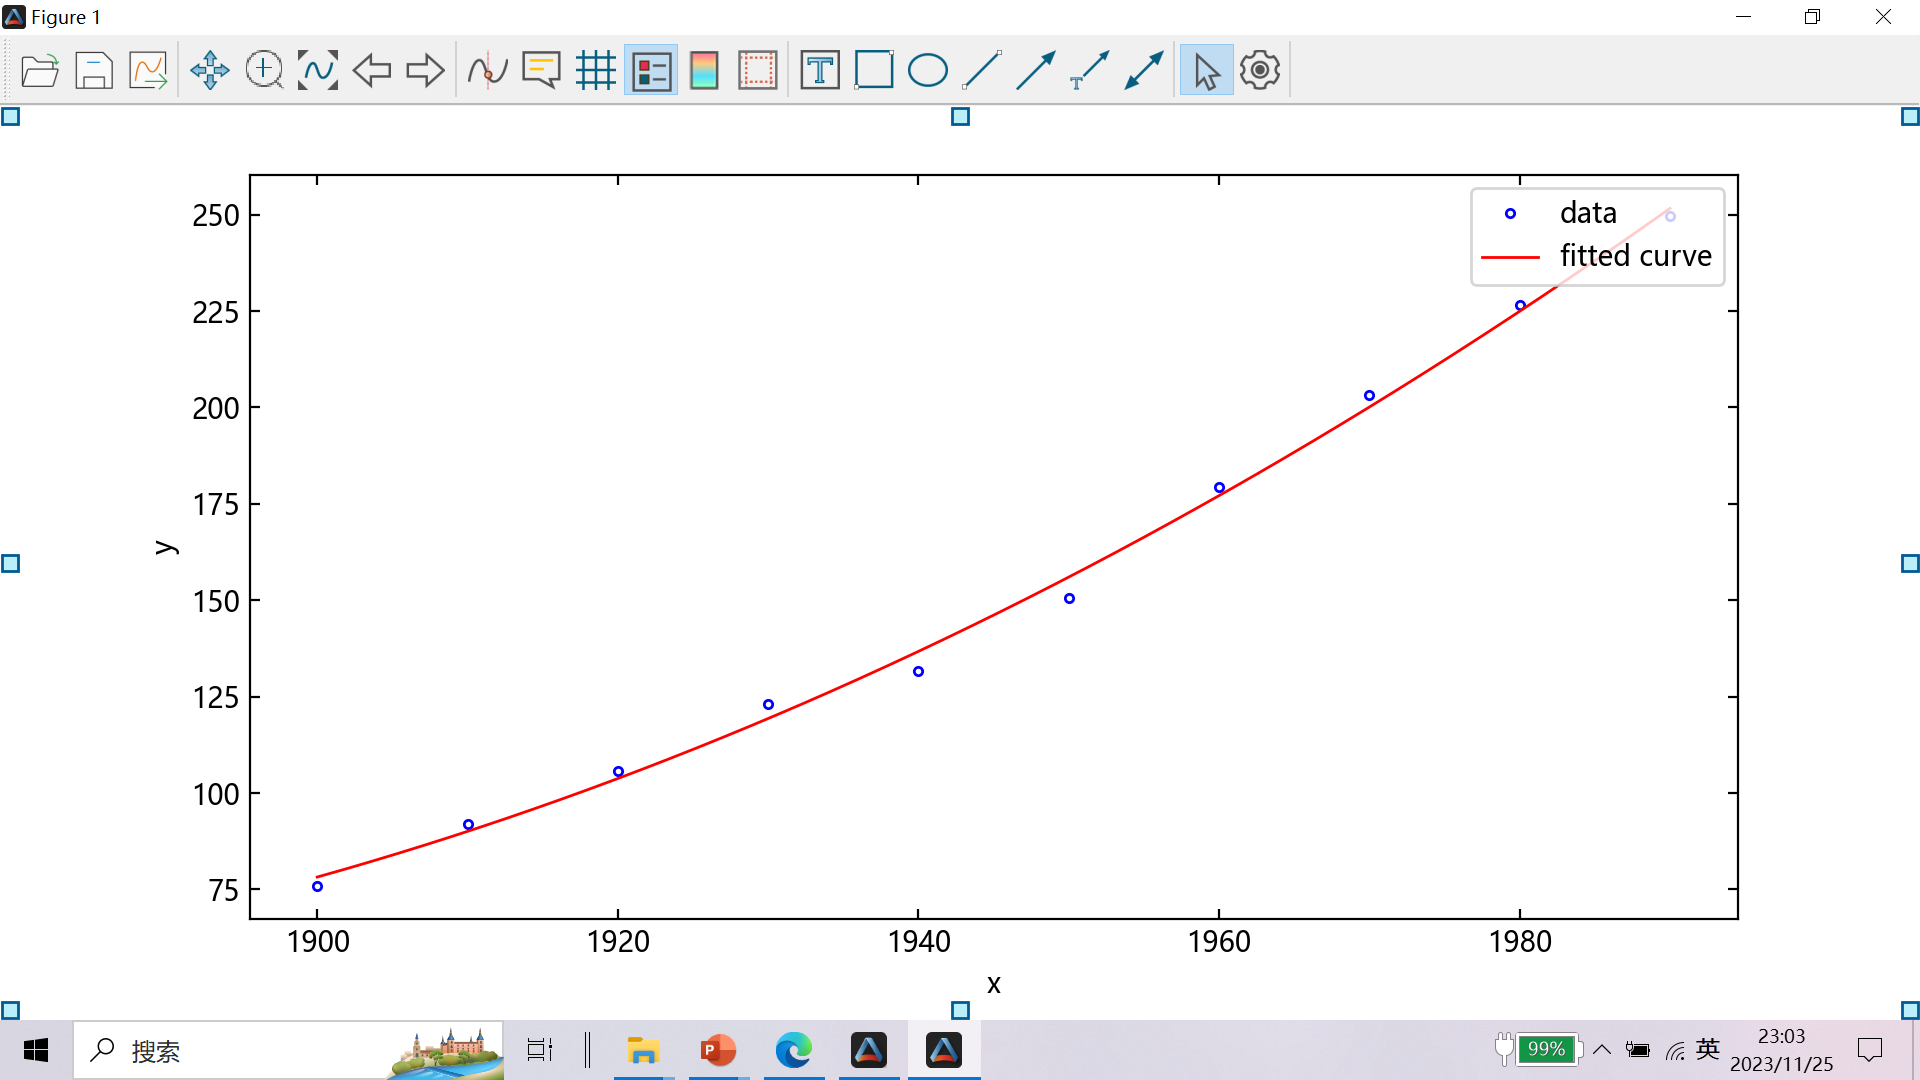 Figure 1
T
T
250
225
200
175
150
125
100
75
y
data
fitted curve
1900
1920
1940
1960
1980
x
搜索
P
99%
英
23:03
2023/11/25